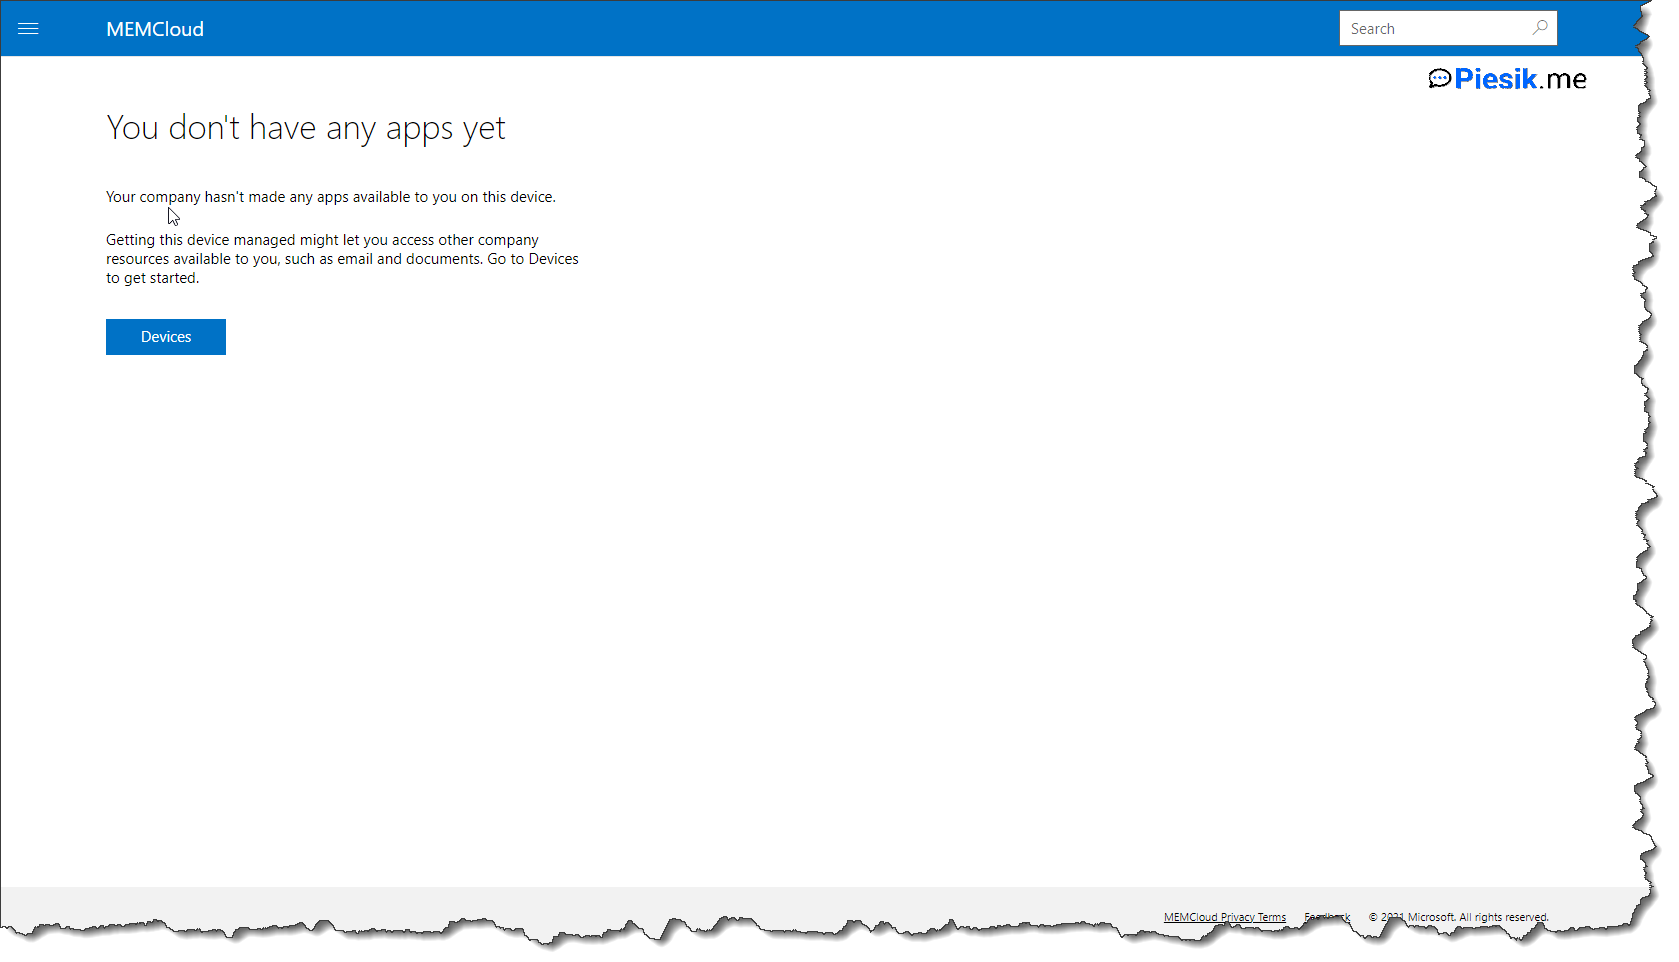 MEMCloud
Search
Piesik.me
You don't have any apps yet
Your company hasn't made any apps available to you on this device.
Getting this device managed might let you access other company
resources available to you, such as email and documents. Go to Devices
to get started.
Devices
MEMCloud Privacy Terms
Feedback
© 2021 Microsoft. All rights reserved.